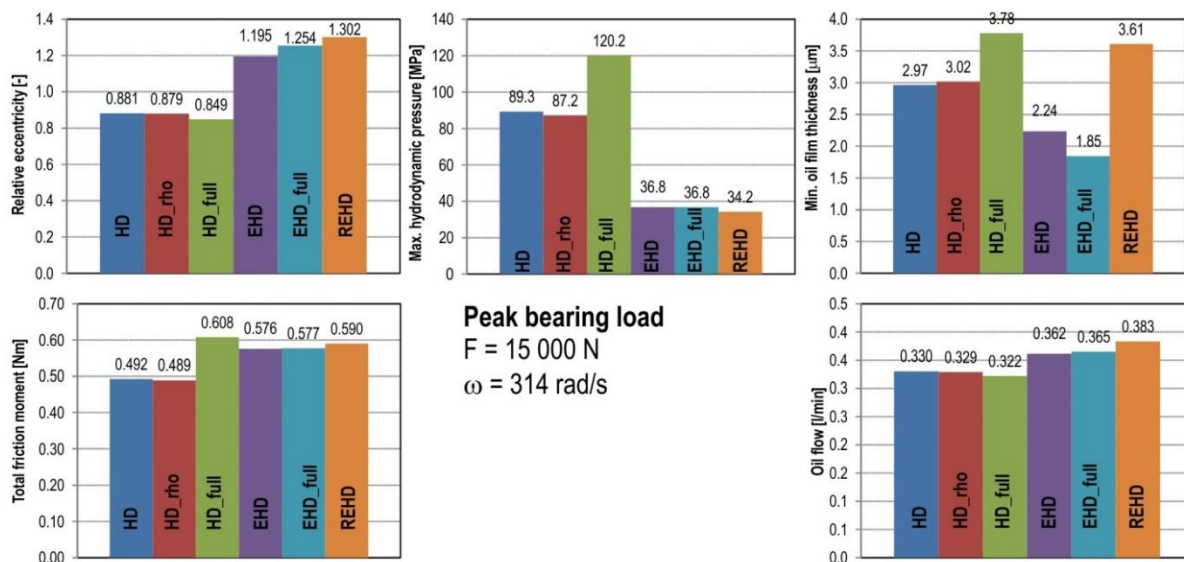 Relative eccentricity [-]
1.4
1.2
1.0
0.8
0.6
0.4
0.2
0.0
0.881
0.879
0.849
1.195
1.254
1.302
HD
HD_rho
HD_full
EHD
EHD_full
REHD
Max. hydrodynamic pressure [MPa]
140
120
100
80
60
40
20
0
89.3
87.2
120.2
36.8
36.8
34.2
HD
HD_rho
HD_full
EHD
EHD_full
REHD
Min. oil film thickness [μm]
4.0
3.5
3.0
2.5
2.0
1.5
1.0
0.5
0.0
2.97
3.02
3.78
2.24
1.85
3.61
HD
HD_rho
HD_full
EHD
EHD_full
REHD
Total friction moment [Nm]
0.70
0.60
0.50
0.40
0.30
0.20
0.10
0.00
0.492
0.489
0.608
0.576
0.577
0.590
HD
HD_rho
HD_full
EHD
EHD_full
REHD
Peak bearing load
F = 15 000 N
ω = 314 rad/s
Oil flow [l/min]
0.5
0.4
0.4
0.3
0.3
0.2
0.2
0.1
0.1
0.0
0.330
0.329
0.322
0.362
0.365
0.383
HD
HD_rho
HD_full
EHD
EHD_full
REHD